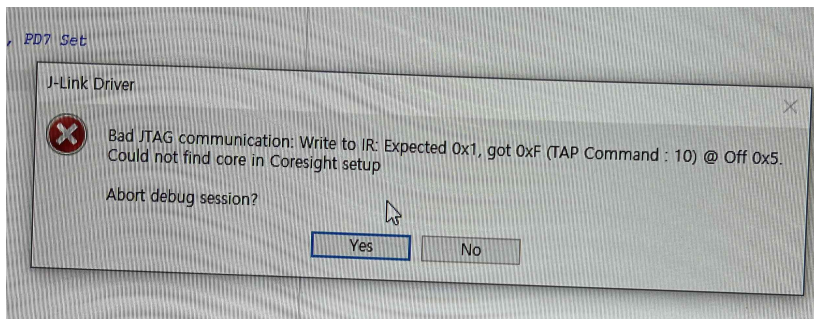 , PD7 Set
J-Link Driver
Bad JTAG communication: Write to IR: Expected 0x1, got 0xF (TAP Command : 10) @ Off 0x5.
Could not find core in Coresight setup
Abort debug session?
Yes
No